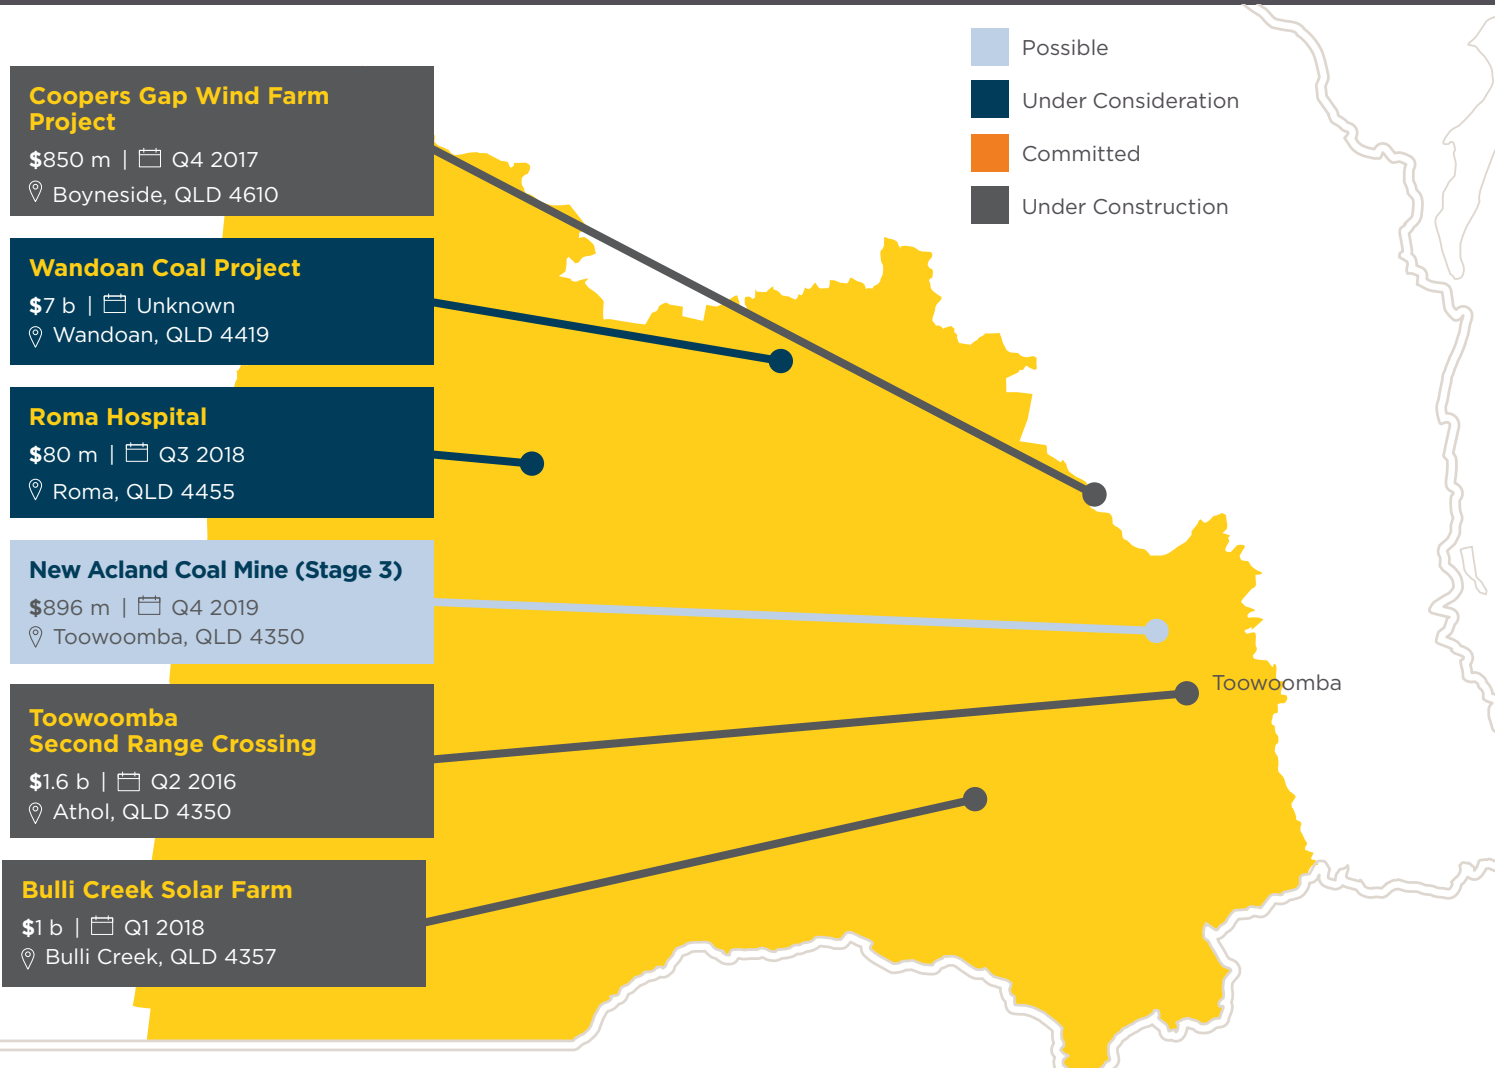 Possible
Under Consideration
Committed
Under Construction
Coopers Gap Wind Farm
Project
$850 m | Q4 2017
Boyneside, QLD 4610
Wandoan Coal Project
$7 b | Unknown
Wandoan, QLD 4419
Roma Hospital
$80 m | Q3 2018
Roma, QLD 4455
New Acland Coal Mine (Stage 3)
$896 m | Q4 2019
Toowoomba, QLD 4350
Toowoomba
Second Range Crossing
$1.6 b | Q2 2016
Athol, QLD 4350
Toowoomba
Bulli Creek Solar Farm
$1 b | Q1 2018
Bulli Creek, QLD 4357